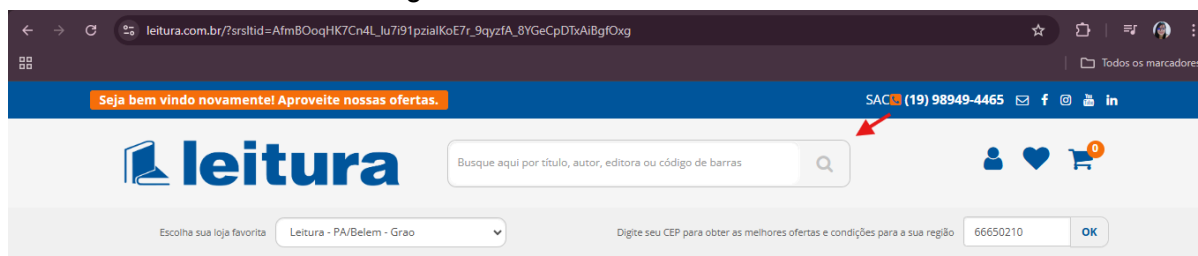 leitura.com.br/?srsltid=AfmBOoqHK7Cn4L_lu7i91pzialKoE7r_9qyzfA_8YGeCpDTxAiBgfOxg
Todos os marcadores
Seja bem vindo novamente! Aproveite nossas ofertas.
SAC (19) 98949-4465
leitura
Busque aqui por título, autor, editora ou código de barras
0
Escolha sua loja favorita
Leitura - PA/Belem - Grao
Digite seu CEP para obter as melhores ofertas e condições para a sua região
66650210
OK